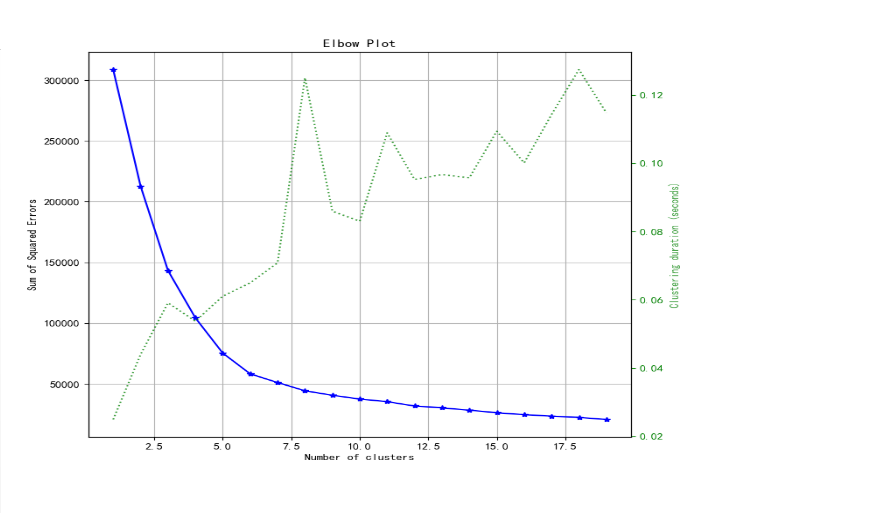 Elbow Plot
300000
250000
200000
150000
100000
50000
Sum of Squared Errors
0.12
0.10
0.08
0.06
0.04
0.02
Clustering duration (seconds)
2.5 5.0 7.5 10.0 12.5 15.0 17.5
Number of clusters